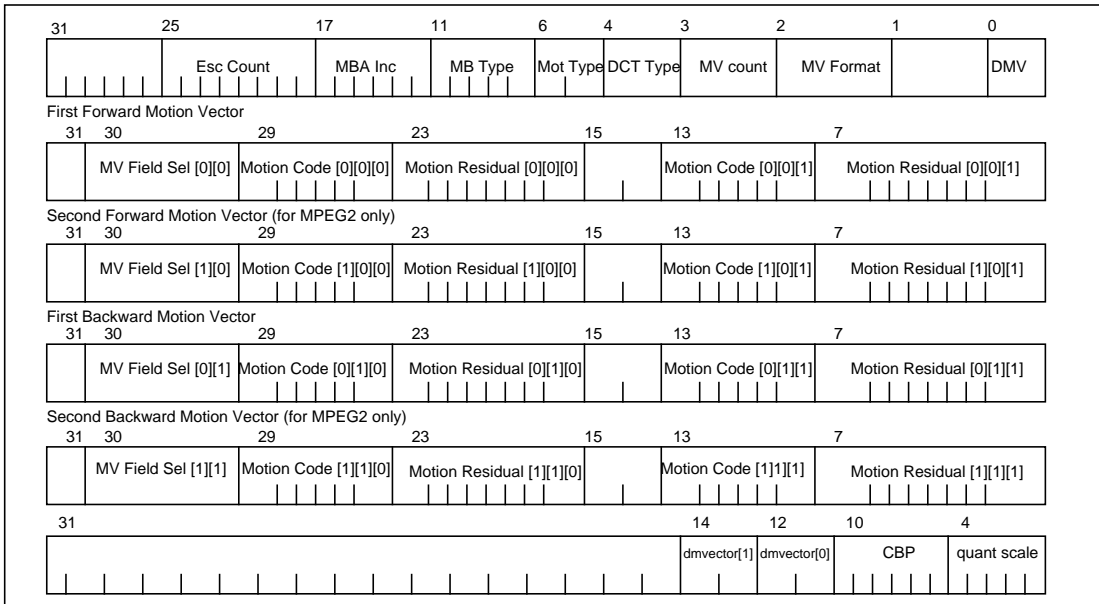 31 25 17 11 6 4 3 2 1 0
Esc Count MBA Inc MB Type Mot Type DCT Type MV count MV Format DMV
First Forward Motion Vector
31 30 29 23 15 13 7
MV Field Sel [0][0] Motion Code [0][0][0] Motion Residual [0][0][0] Motion Code [0][0][1] Motion Residual [0][0][1]
Second Forward Motion Vector (for MPEG2 only)
31 30 29 23 15 13 7
MV Field Sel [1][0] Motion Code [1][0][0] Motion Residual [1][0][0] Motion Code [1][0][1] Motion Residual [1][0][1]
First Backward Motion Vector
31 30 29 23 15 13 7
MV Field Sel [0][1] Motion Code [0][1][0] Motion Residual [0][1][0] Motion Code [0][1][1] Motion Residual [0][1][1]
Second Backward Motion Vector (for MPEG2 only)
31 30 29 23 15 13 7
MV Field Sel [1][1] Motion Code [1][1][0] Motion Residual [1][1][0] Motion Code [1]1][1] Motion Residual [1][1][1]
31 14 12 10 4
dmvector[1] dmvector[0] CBP quant scale